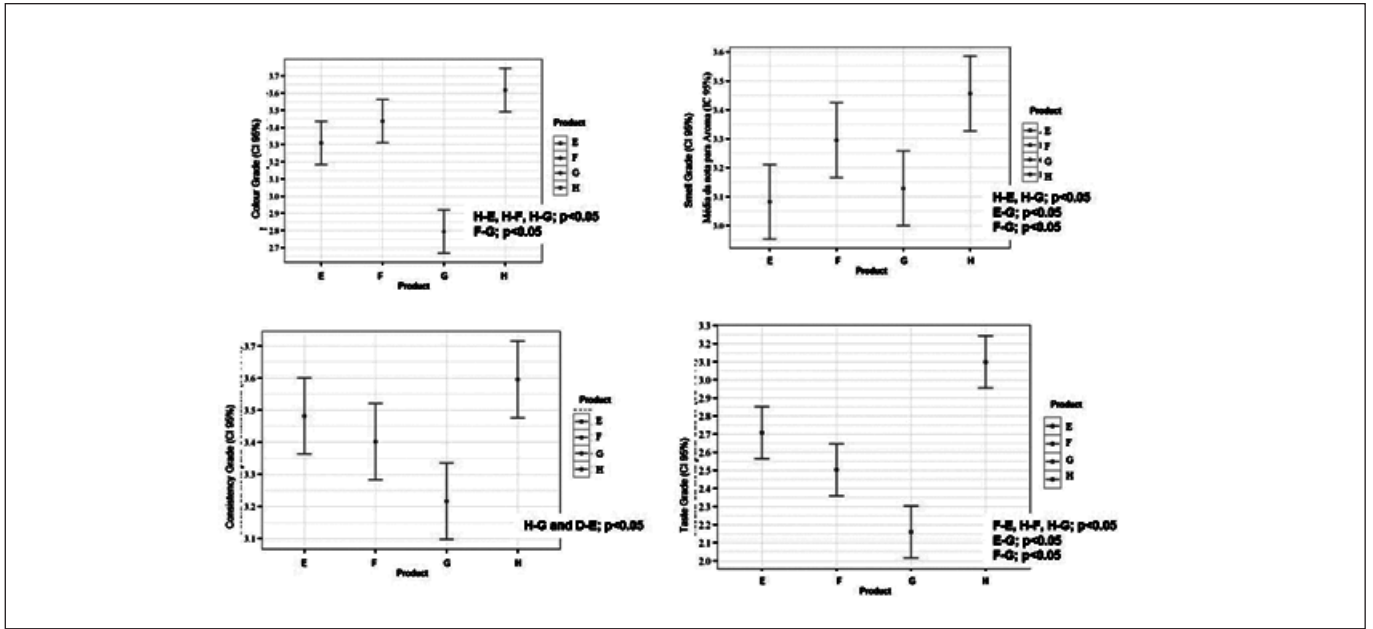 Colour Grade (CI 95%)
3.7
3.6
3.5
3.4
3.3
3.2
3.1
3.0
2.9
2.8
2.7
E F G H
Product
Product
E
F
G
H
H-E, H-F, H-G; p<0.05
F-G; p<0.05
Smell Grade (CI 95%)
Média da nota para Aroma (IC 95%)
3.6
3.5
3.4
3.3
3.2
3.1
3.0
E F G H
Product
Product
E
F
G
H
H-E, H-G; p<0.05
E-G; p<0.05
F-G; p<0.05
Consistency Grade (CI 95%)
3.7
3.6
3.5
3.4
3.3
3.2
3.1
E F G H
Product
Product
E
F
G
H
H-G and D-E; p<0.05
Taste Grade (CI 95%)
3.3
3.2
3.1
3.0
2.9
2.8
2.7
2.6
2.5
2.4
2.3
2.2
2.1
2.0
E F G H
Product
Product
E
F
G
H
F-E, H-F, H-G; p<0.05
E-G; p<0.05
F-G; p<0.05